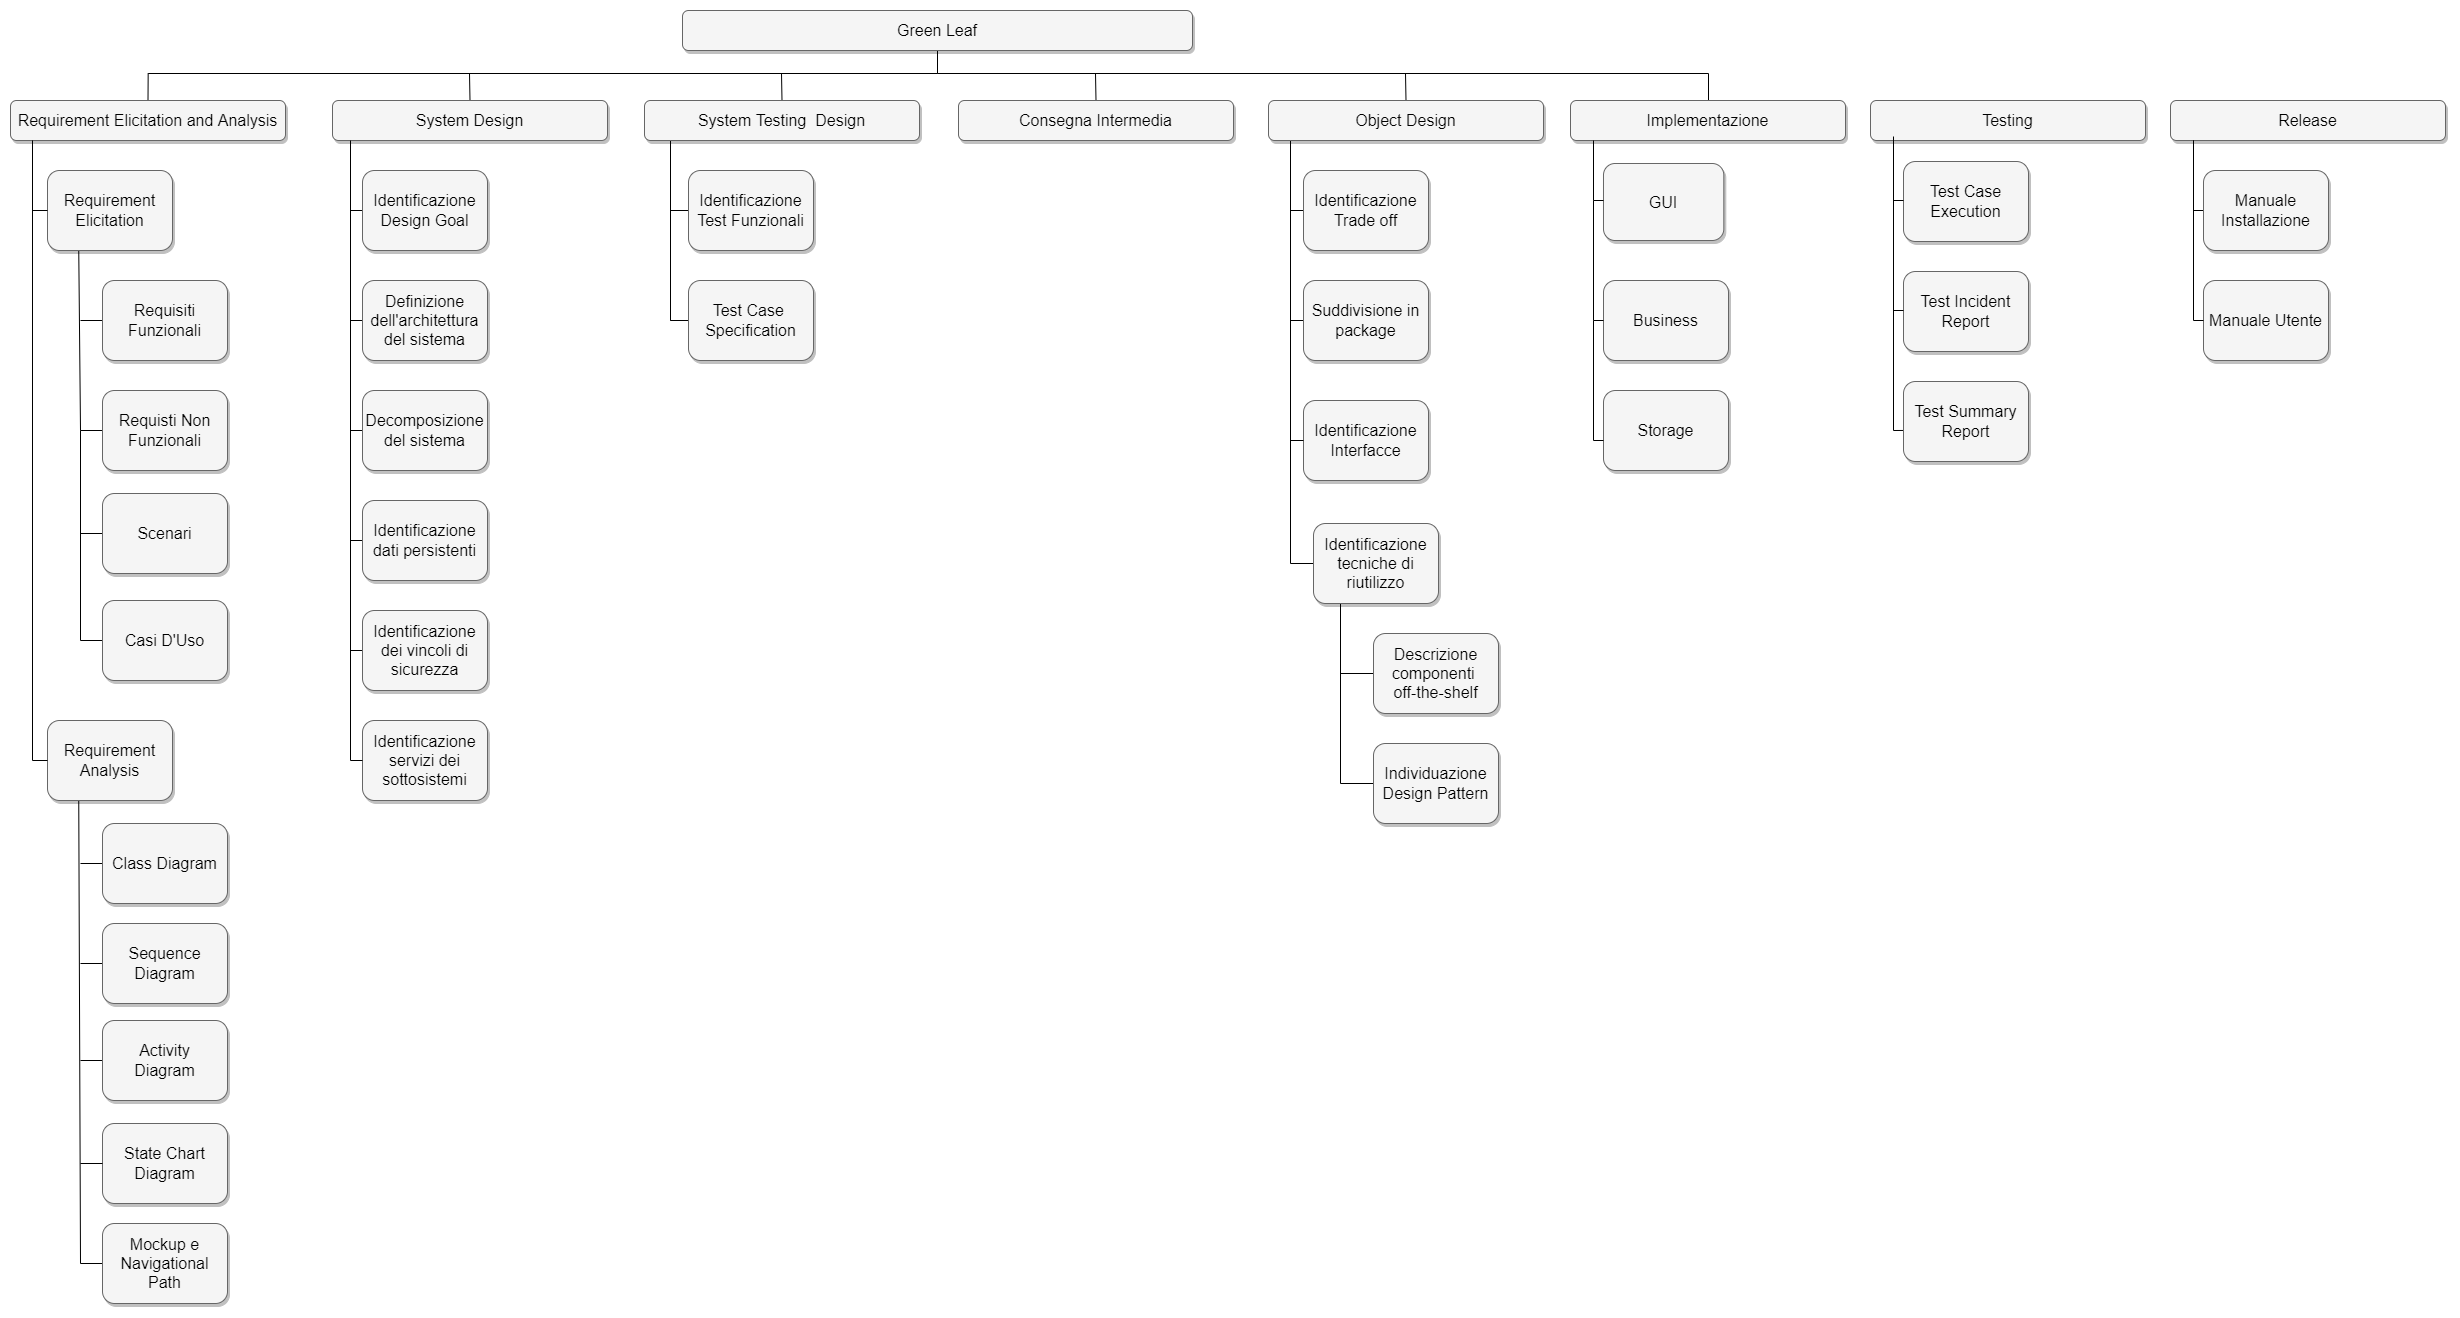 Green Leaf
Requirement Elicitation and Analysis
Requirement
Elicitation
Requisiti
Funzionali
Requisti Non
Funzionali
Scenari
Casi D'Uso
Requirement
Analysis
Class Diagram
Sequence
Diagram
Activity
Diagram
State Chart
Diagram
Mockup e
Navigational
Path
System Design
Identificazione
Design Goal
Definizione
dell'architettura
del sistema
Decomposizione
del sistema
Identificazione
dati persistenti
Identificazione
dei vincoli di
sicurezza
Identificazione
servizi dei
sottosistemi
System Testing Design
Identificazione
Test Funzionali
Test Case
Specification
Consegna Intermedia
Object Design
Identificazione
Trade off
Suddivisione in
package
Identificazione
Interfacce
Identificazione
tecniche di
riutilizzo
Descrizione
componenti
off-the-shelf
Individuazione
Design Pattern
Implementazione
GUI
Business
Storage
Testing
Test Case
Execution
Test Incident
Report
Test Summary
Report
Release
Manuale
Installazione
Manuale Utente